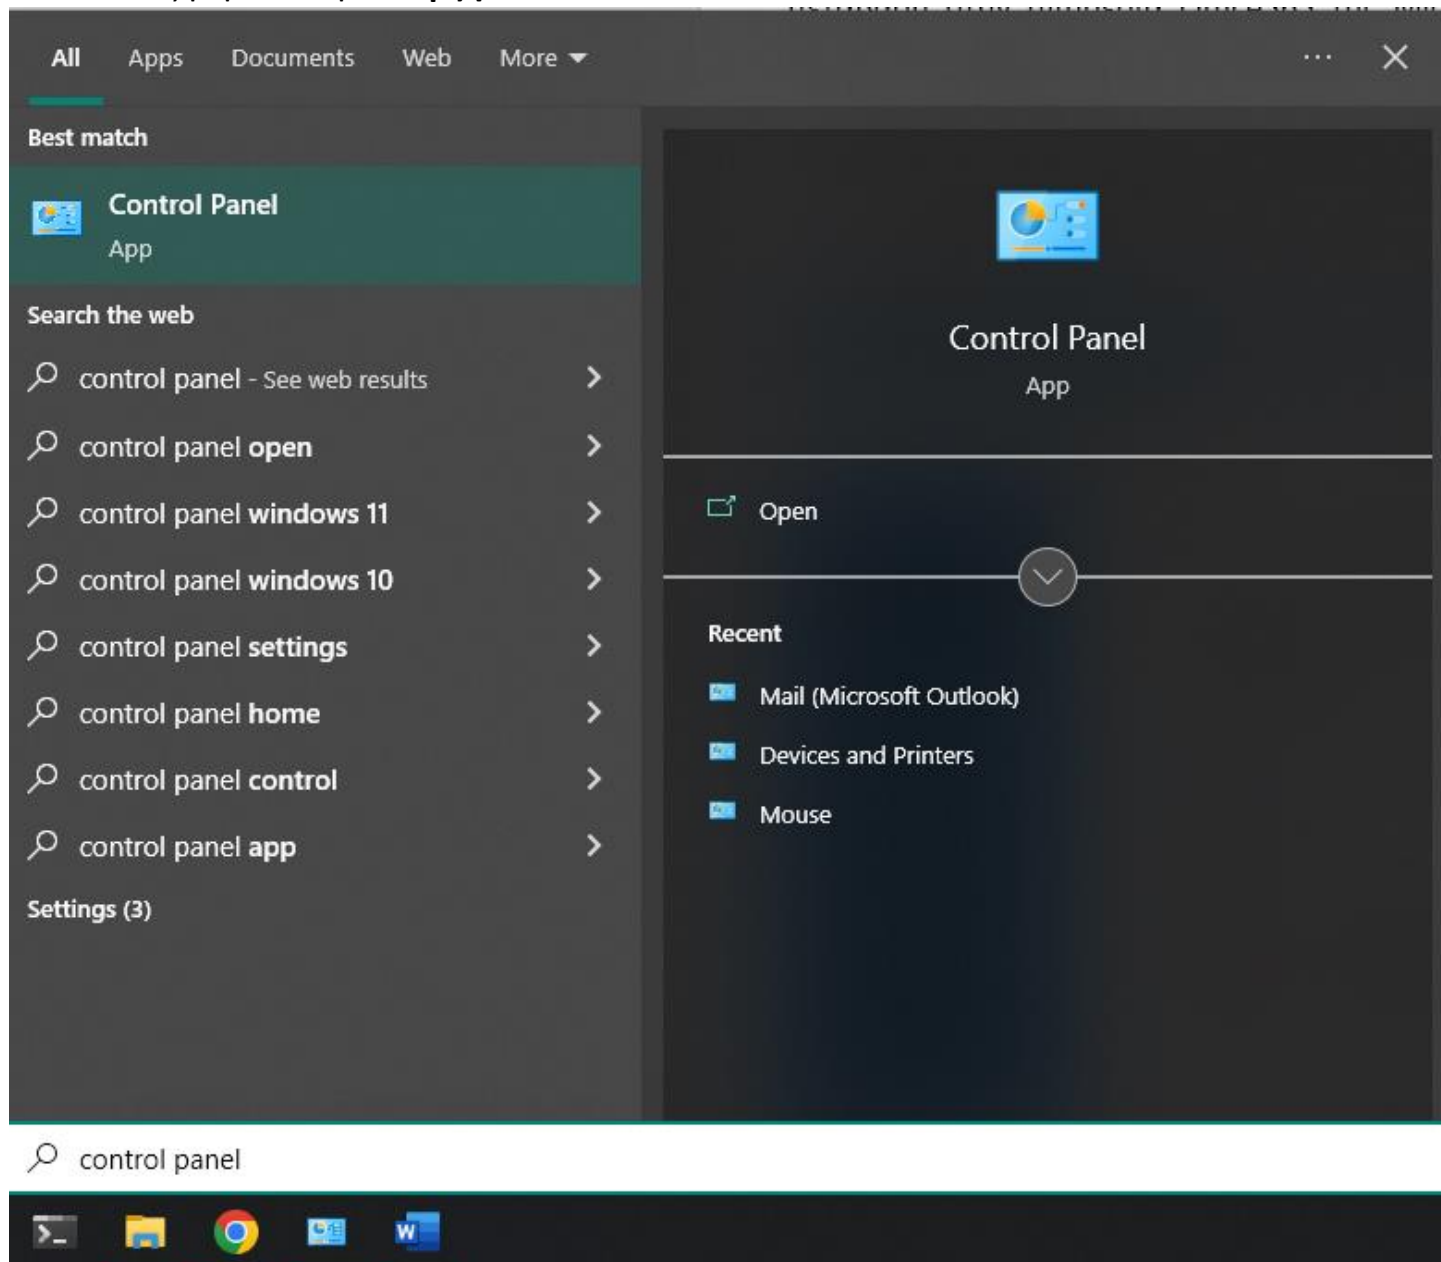 All Apps Documents Web More
Best match
Control Panel
App
Search the web
control panel - See web results
control panel open
control panel windows 11
control panel windows 10
control panel settings
control panel home
control panel control
control panel app
Settings (3)
Control Panel
App
Open
Recent
Mail (Microsoft Outlook)
Devices and Printers
Mouse
control panel